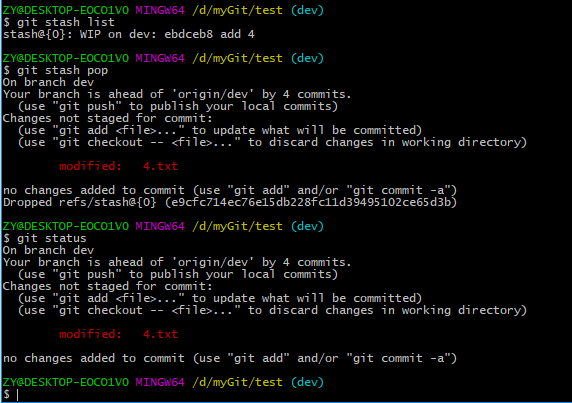 ZY@DESKTOP-EOCO1VO MINGW64 /d/myGit/test (dev)
$ git stash list
stash@{0}: WIP on dev: ebdceb8 add 4
ZY@DESKTOP-EOCO1VO MINGW64 /d/myGit/test (dev)
$ git stash pop
On branch dev
Your branch is ahead of 'origin/dev' by 4 commits.
  (use "git push" to publish your local commits)
Changes not staged for commit:
  (use "git add <file>..." to update what will be committed)
  (use "git checkout -- <file>..." to discard changes in working directory)
        modified:   4.txt
no changes added to commit (use "git add" and/or "git commit -a")
Dropped refs/stash@{0} (e9cfc714ec76e15db228fc11d39495102ce65d3b)
ZY@DESKTOP-EOCO1VO MINGW64 /d/myGit/test (dev)
$ git status
On branch dev
Your branch is ahead of 'origin/dev' by 4 commits.
  (use "git push" to publish your local commits)
Changes not staged for commit:
  (use "git add <file>..." to update what will be committed)
  (use "git checkout -- <file>..." to discard changes in working directory)
        modified:   4.txt
no changes added to commit (use "git add" and/or "git commit -a")
ZY@DESKTOP-EOCO1VO MINGW64 /d/myGit/test (dev)
$